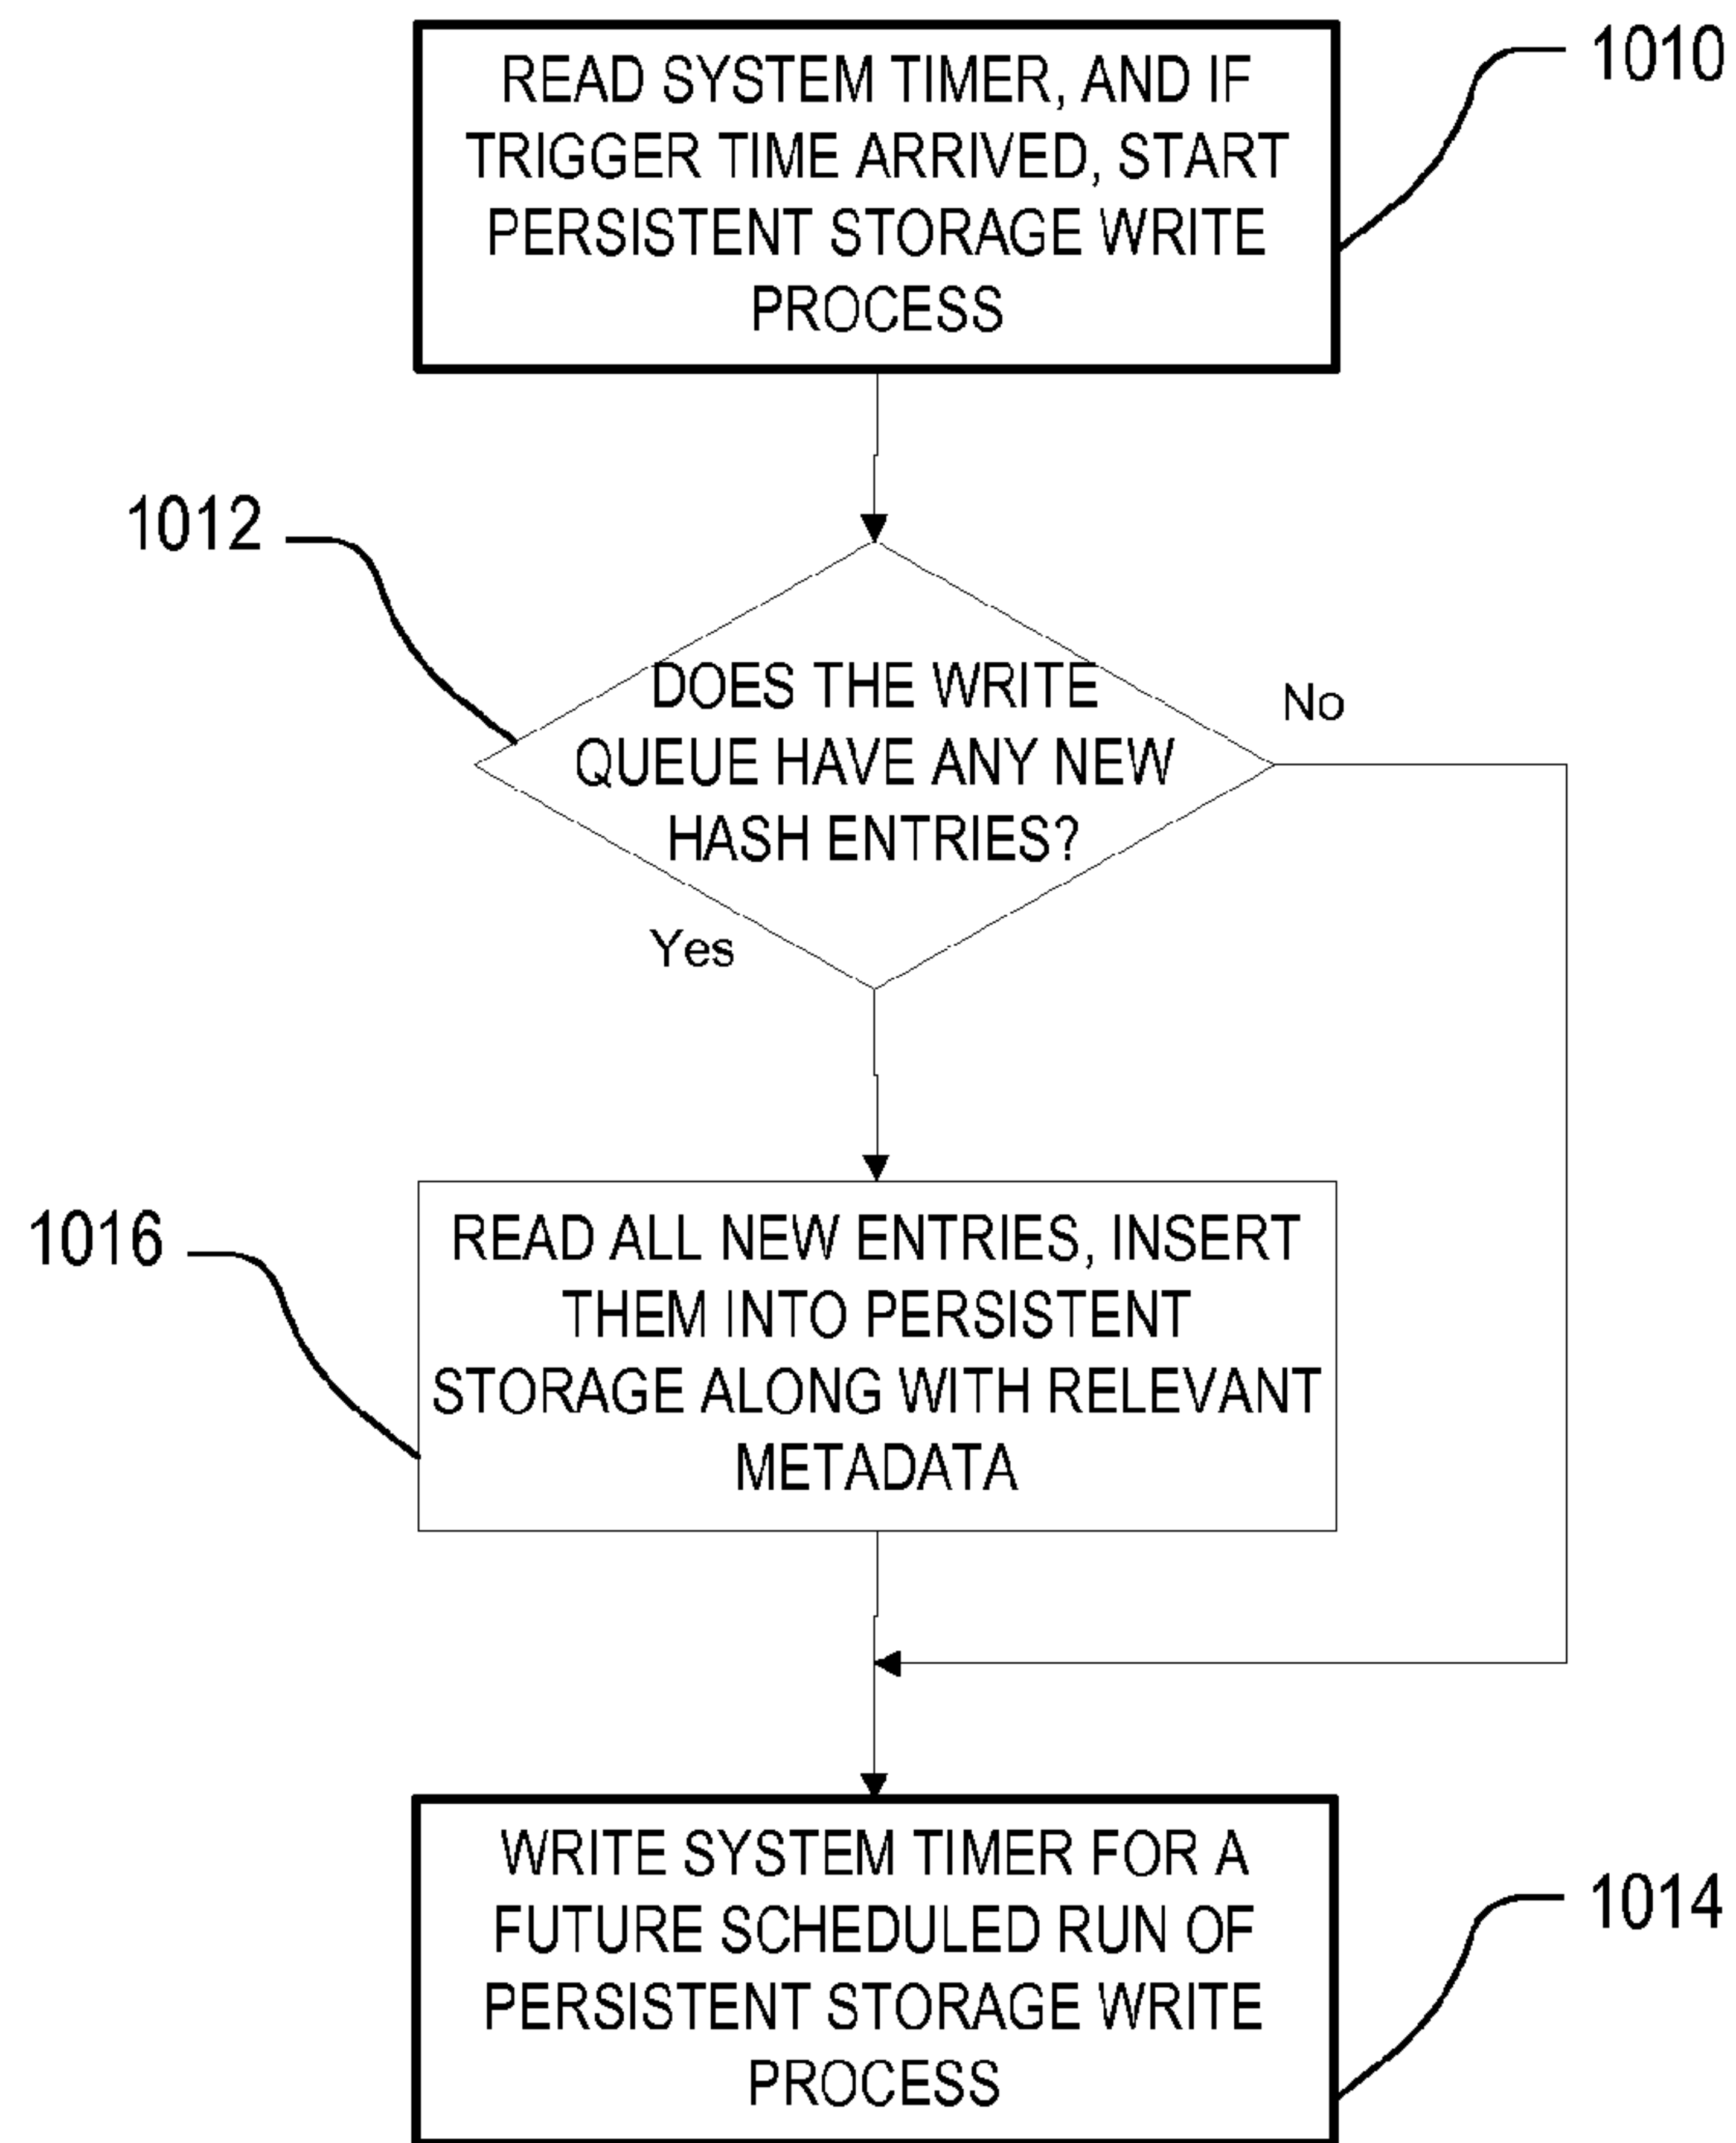 READ SYSTEM TIMER, AND IF
TRIGGER TIME ARRIVED, START
PERSISTENT STORAGE WRITE
PROCESS
1010
1012
DOES THE WRITE
QUEUE HAVE ANY NEW
HASH ENTRIES?
No
Yes
1016
READ ALL NEW ENTRIES, INSERT
THEM INTO PERSISTENT
STORAGE ALONG WITH RELEVANT
METADATA
WRITE SYSTEM TIMER FOR A
FUTURE SCHEDULED RUN OF
PERSISTENT STORAGE WRITE
PROCESS
1014